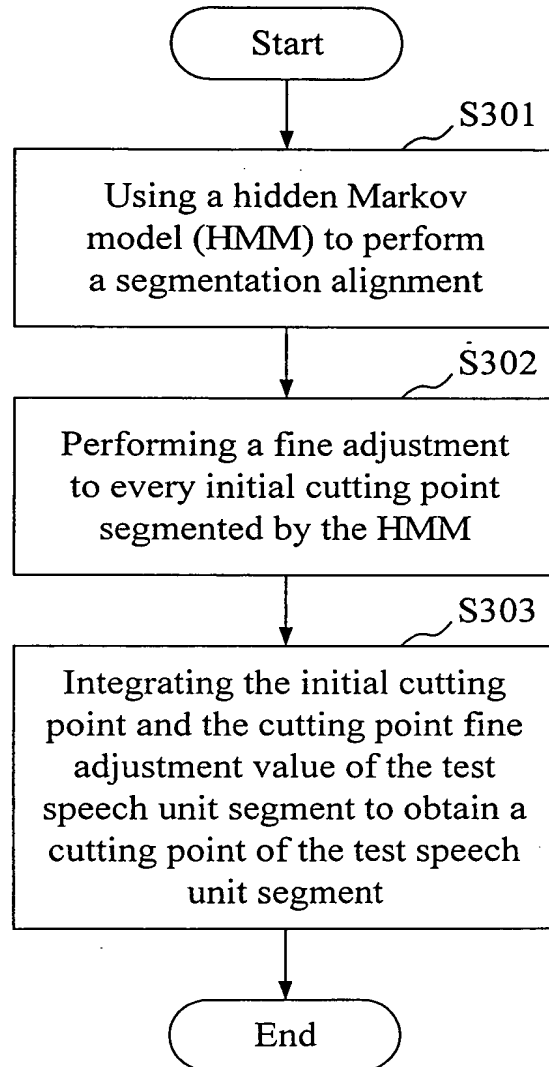 Start
S301
Using a hidden Markov
model (HMM) to perform
a segmentation alignment
S302
Performing a fine adjustment
to every initial cutting point
segmented by the HMM
S303
Integrating the initial cutting
point and the cutting point fine
adjustment value of the test
speech unit segment to obtain a
cutting point of the test speech
unit segment
End